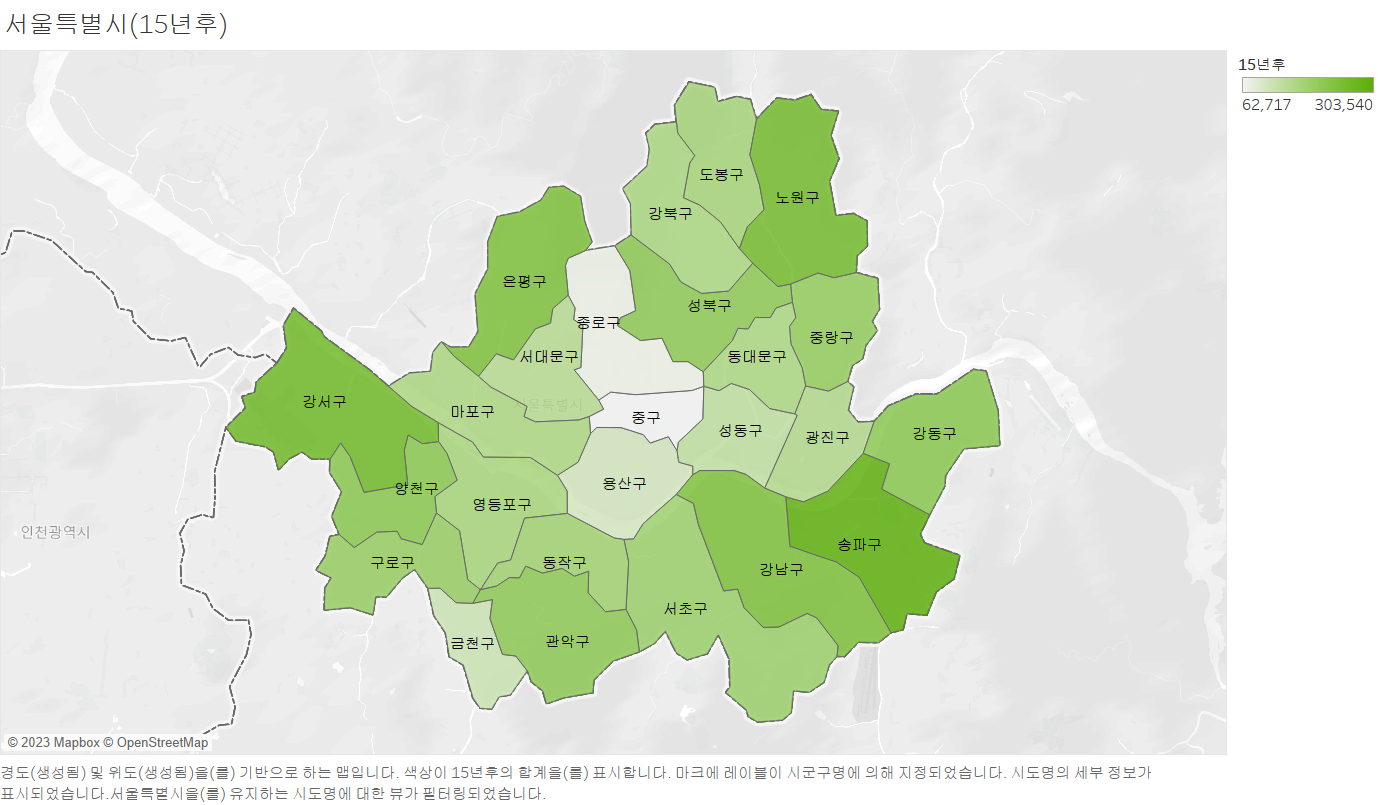 서울특별시(15년후)
15년후
62,717 303,540
도봉구
노원구
강북구
은평구
성북구
종로구
중랑구
서대문구
동대문구
강서구
마포구
서울특별시
중구
성동구
광진구
강동구
양천구
용산구
영등포구
인천광역시
송파구
구로구
동작구
강남구
서초구
금천구
관악구
© 2023 Mapbox © OpenStreetMap
경도(생성됨) 및 위도(생성됨)을(를) 기반으로 하는 맵입니다. 색상이 15년후의 합계을(를) 표시합니다. 마크에 레이블이 시군구명에 의해 지정되었습니다. 시도명의 세부 정보가
표시되었습니다.서울특별시을(를) 유지하는 시도명에 대한 뷰가 필터링되었습니다.